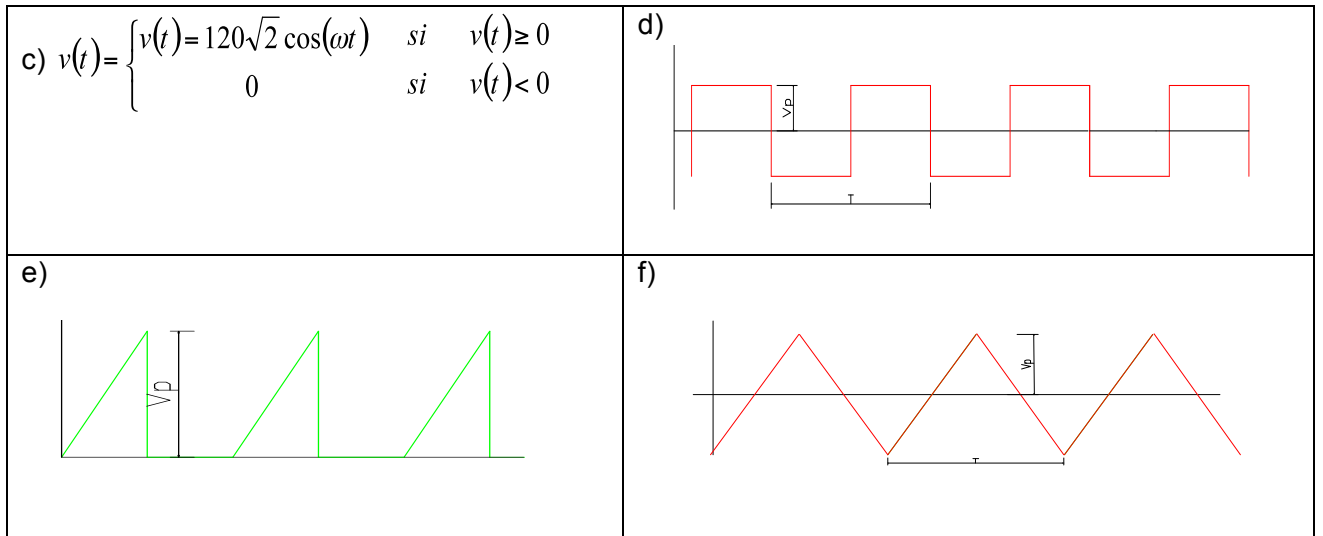 c) v(t) = { v(t) = 120√2 cos(ωt) si v(t) ≥ 0
0 si v(t) < 0
d)
Vp
T
e)
Vp
f)
Vp
T